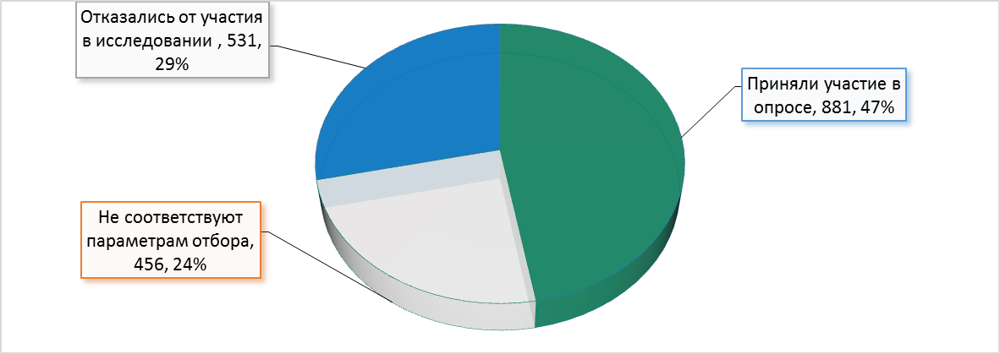 Отказались от участия
в исследовании , 531,
29%
Приняли участие в
опросе, 881, 47%
Не соответствуют
параметрам отбора,
456, 24%